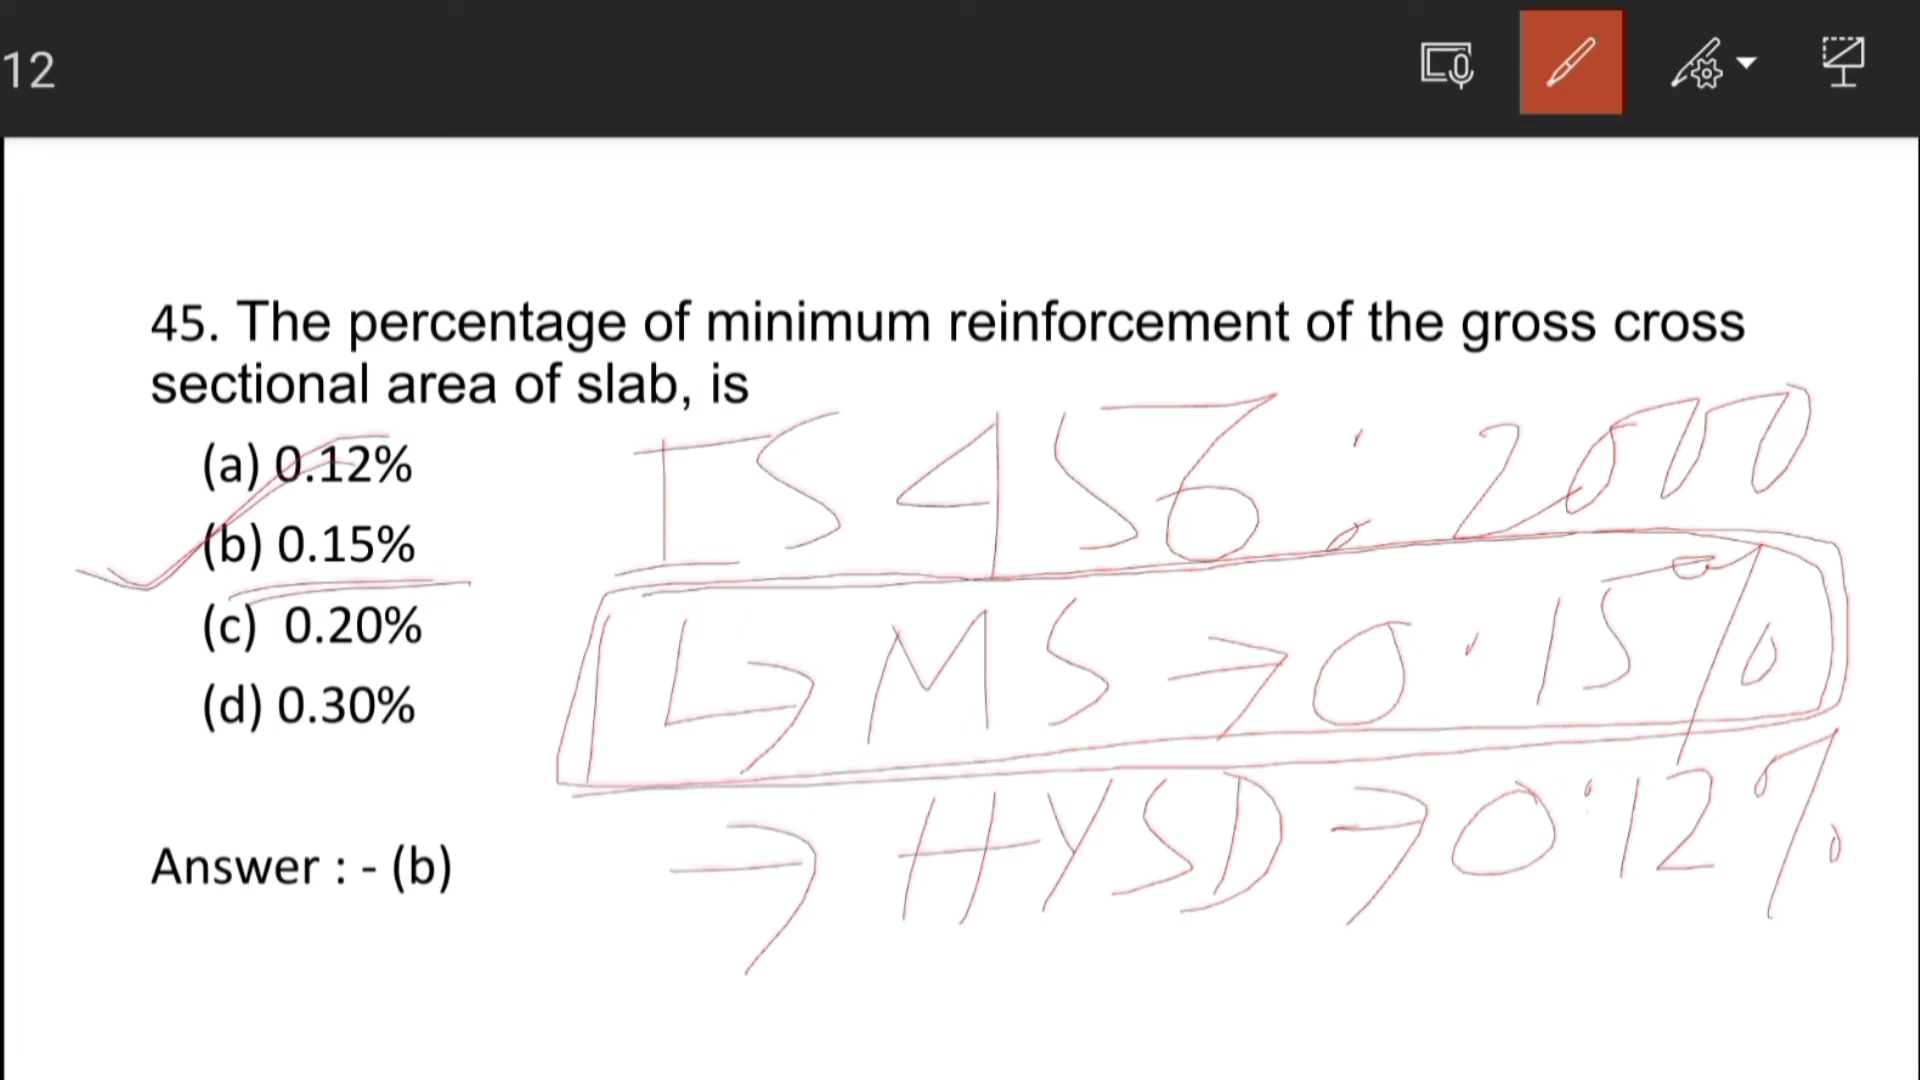 12
45. The percentage of minimum reinforcement of the gross cross
sectional area of slab, is
(a) 0.12%
(b) 0.15%
(c) 0.20%
(d) 0.30%
Answer : - (b)
IS 456 : 2000
↳ MS → 0.15%
→ HYSD → 0.12%